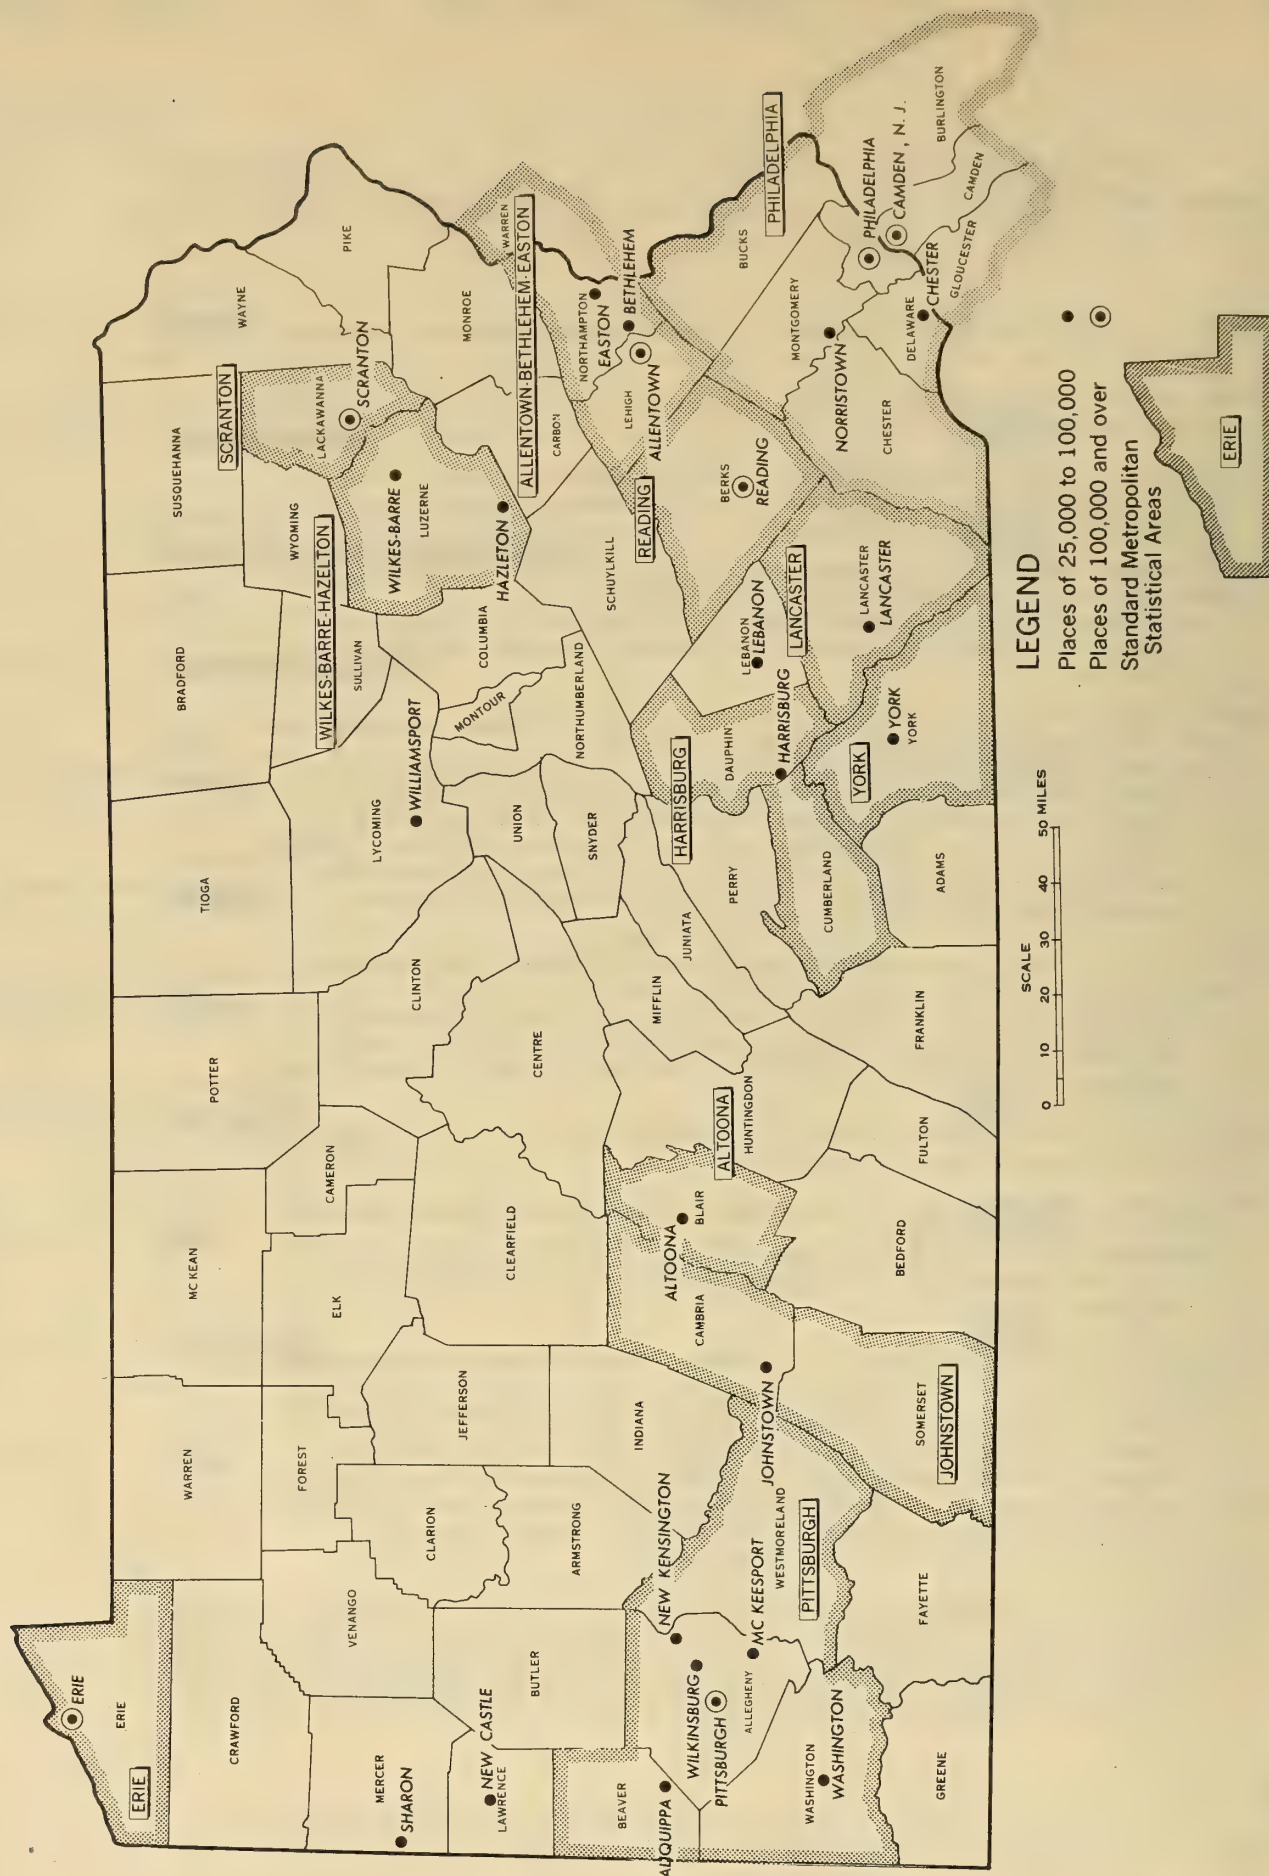 ERIE
ERIE
ERIE
CRAWFORD
WARREN
MC KEAN
POTTER
TIOGA
BRADFORD
SUSQUEHANNA
WAYNE
PIKE
MERCER
SHARON
VENANGO
FOREST
ELK
CAMERON
CLINTON
LYCOMING
WILLIAMSPORT
SULLIVAN
WILKES-BARRE-HAZELTON
WYOMING
SCRANTON
LACKAWANNA
SCRANTON
MONROE
NEW CASTLE
LAWRENCE
BUTLER
CLARION
JEFFERSON
CLEARFIELD
CENTRE
UNION
SNYDER
MONTOUR
NORTHUMBERLAND
COLUMBIA
WILKES-BARRE
LUZERNE
HAZLETON
SCHUYLKILL
CARBON
ALLENTOWN-BETHLEHEM-EASTON
WARREN
NORTHAMPTON
EASTON
BETHLEHEM
LEHIGH
ALLENTOWN
BEAVER
ALIQUIPPA
ARMSTRONG
INDIANA
NEW KENSINGTON
WILKINSBURG
PITTSBURGH
ALLEGHENY
MC KEESPORT
WESTMORELAND
PITTSBURGH
JOHNSTOWN
CAMBRIA
ALTOONA
BLAIR
ALTOONA
HUNTINGDON
MIFFLIN
JUNIATA
PERRY
HARRISBURG
DAUPHIN
HARRISBURG
LEBANON
LEBANON
READING
BERKS
READING
LANCASTER
LANCASTER
LANCASTER
BUCKS
PHILADELPHIA
MONTGOMERY
NORRISTOWN
CHESTER
DELAWARE
CHESTER
PHILADELPHIA
CAMDEN, N. J.
BURLINGTON
CAMDEN
GLOUCESTER
WASHINGTON
WASHINGTON
GREENE
FAYETTE
SOMERSET
JOHNSTOWN
BEDFORD
FULTON
FRANKLIN
CUMBERLAND
ADAMS
YORK
YORK
YORK
SCALE
0 10 20 30 40 50 MILES
LEGEND
Places of 25,000 to 100,000
Places of 100,000 and over
Standard Metropolitan
Statistical Areas
ERIE